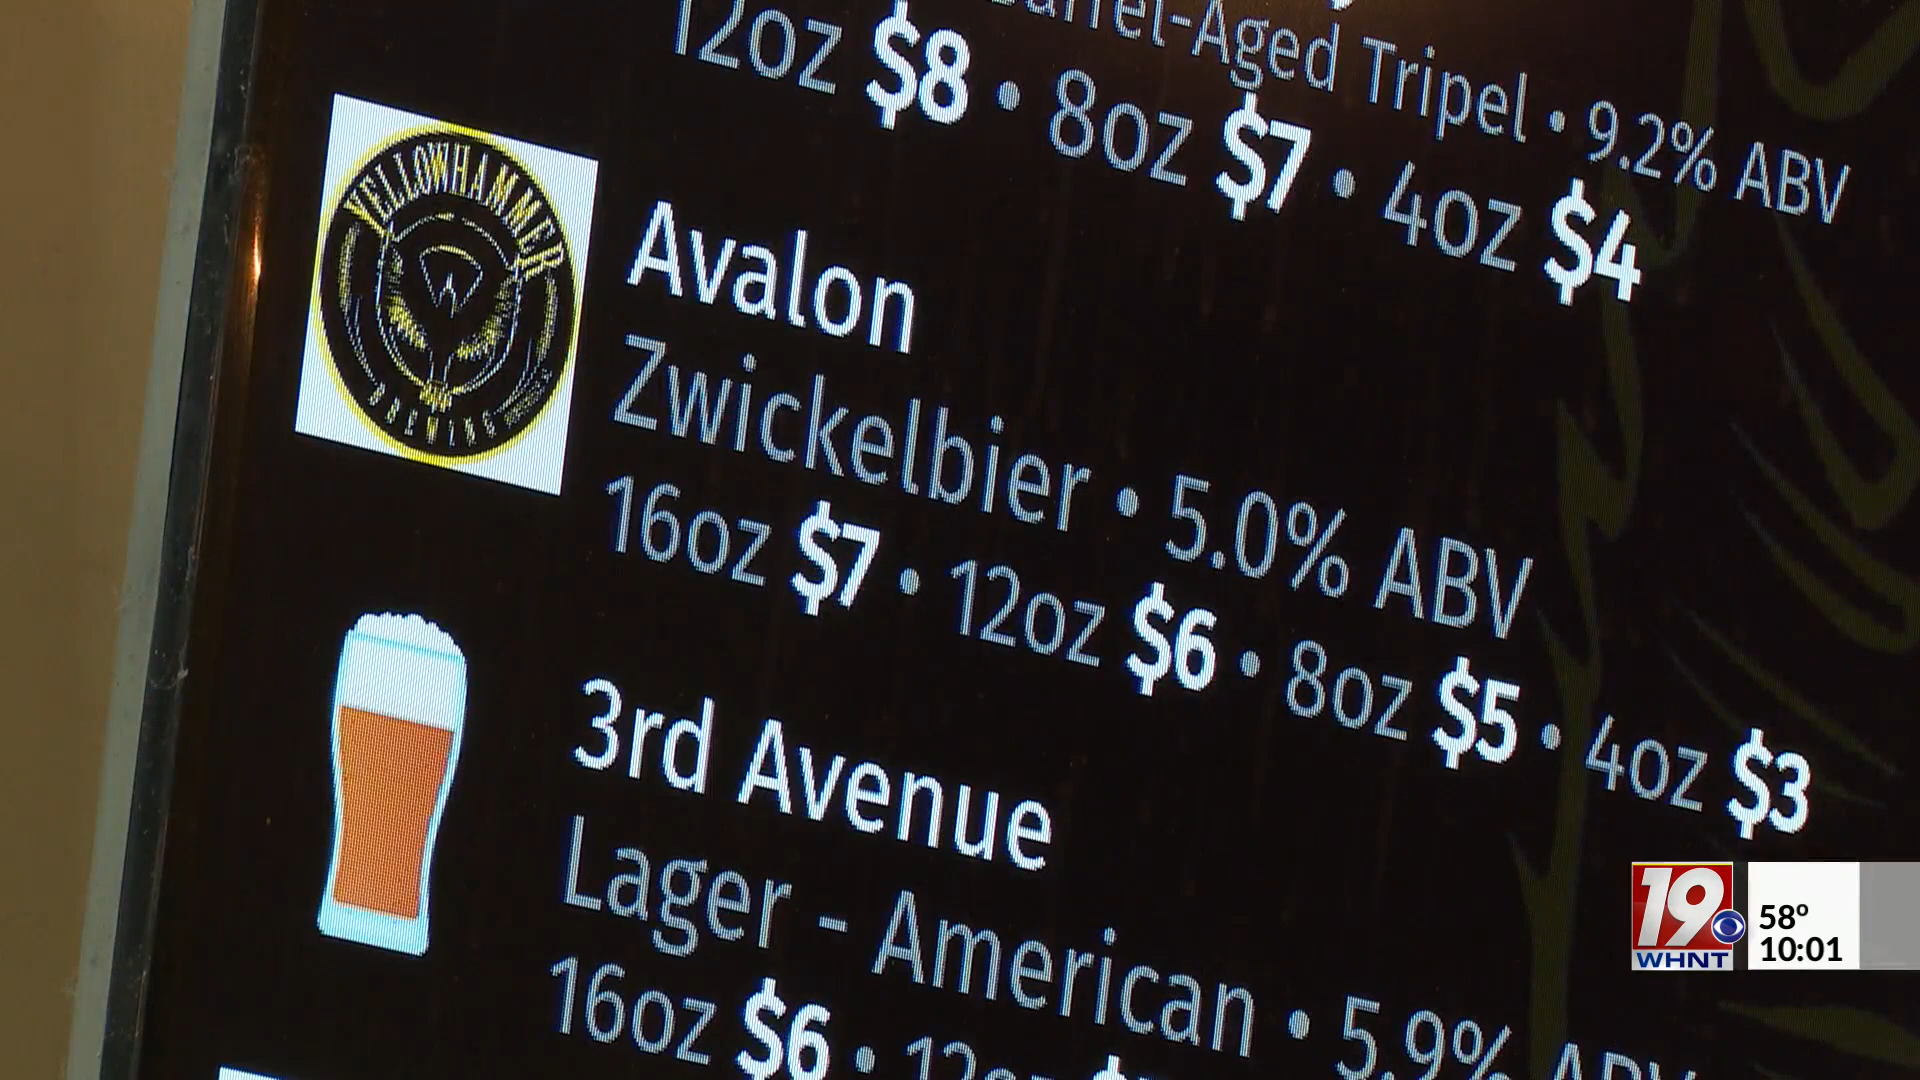 Barrel-Aged Tripel • 9.2% ABV
12oz $8 • 8oz $7 • 4oz $4
YELLOWHAMMER
BREWING
Avalon
Zwickelbier • 5.0% ABV
16oz $7 • 12oz $6 • 8oz $5 • 4oz $3
3rd Avenue
Lager - American • 5.9% ABV
16oz $6 • 12oz
19
WHNT
58º
10:01